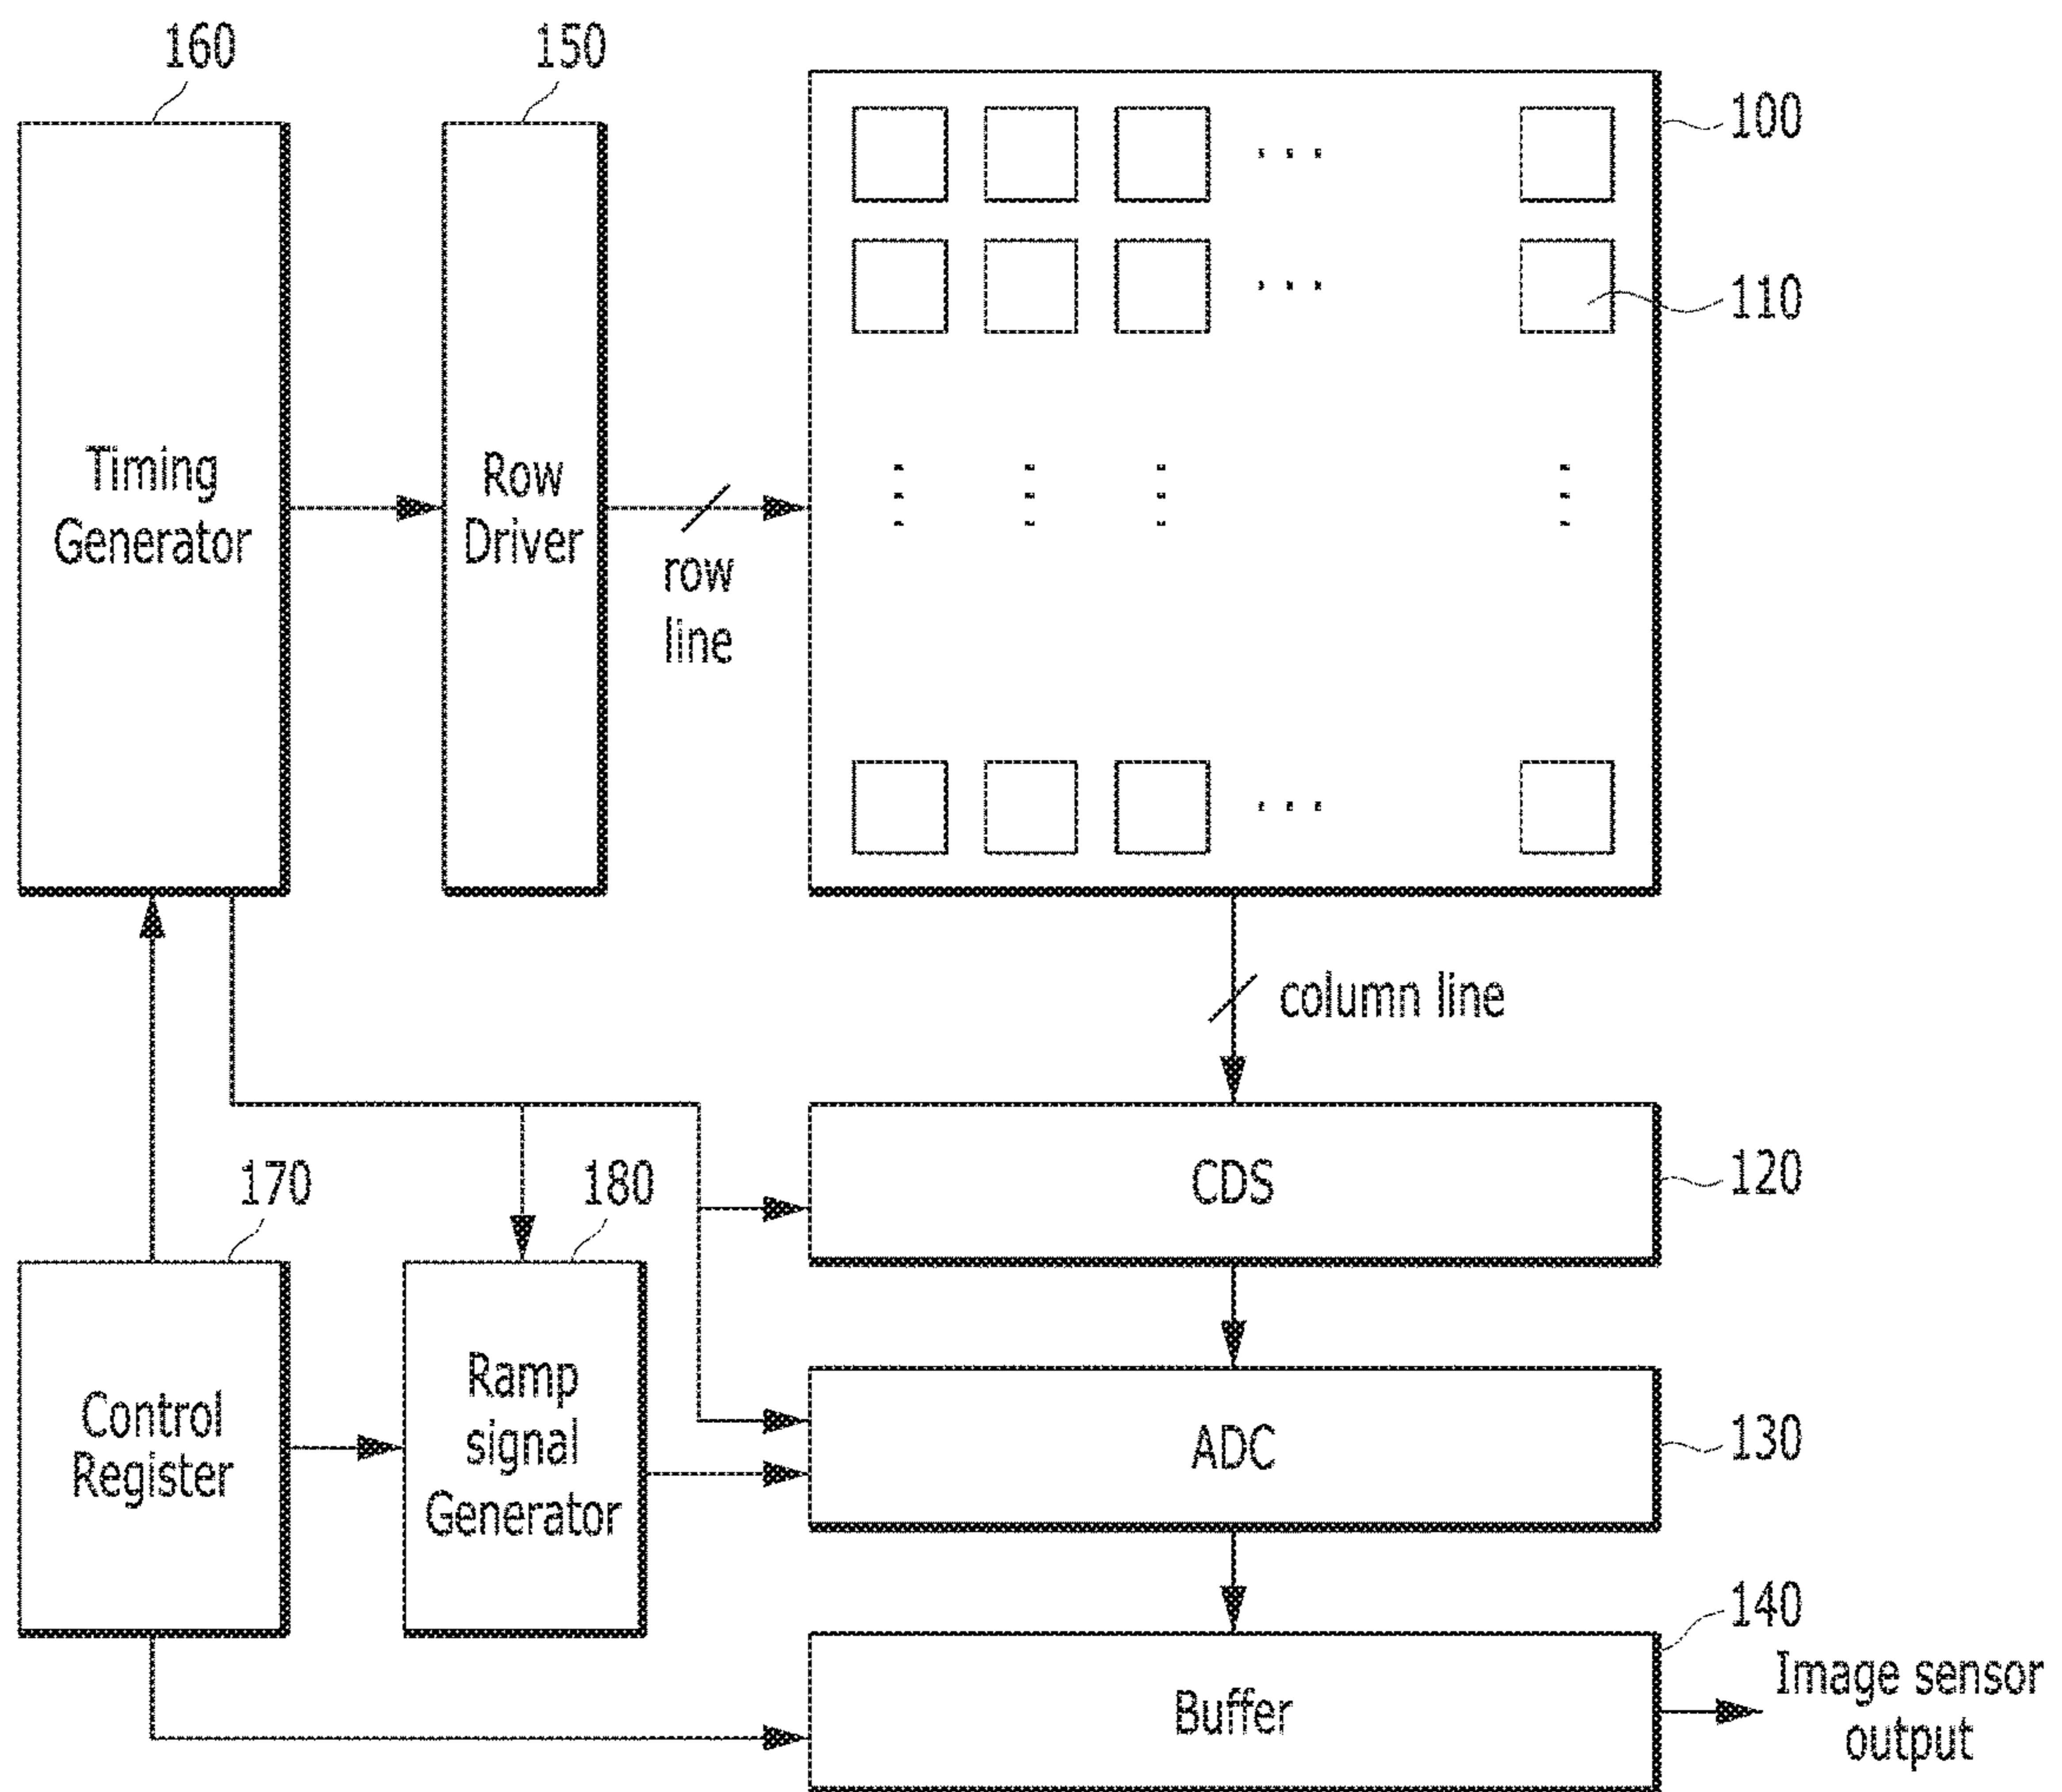 160
150
100
110
Timing
Generator
Row
Driver
row
line
column line
170
180
CDS
120
Control
Register
Ramp
signal
Generator
ADC
130
140
Buffer
Image sensor
output